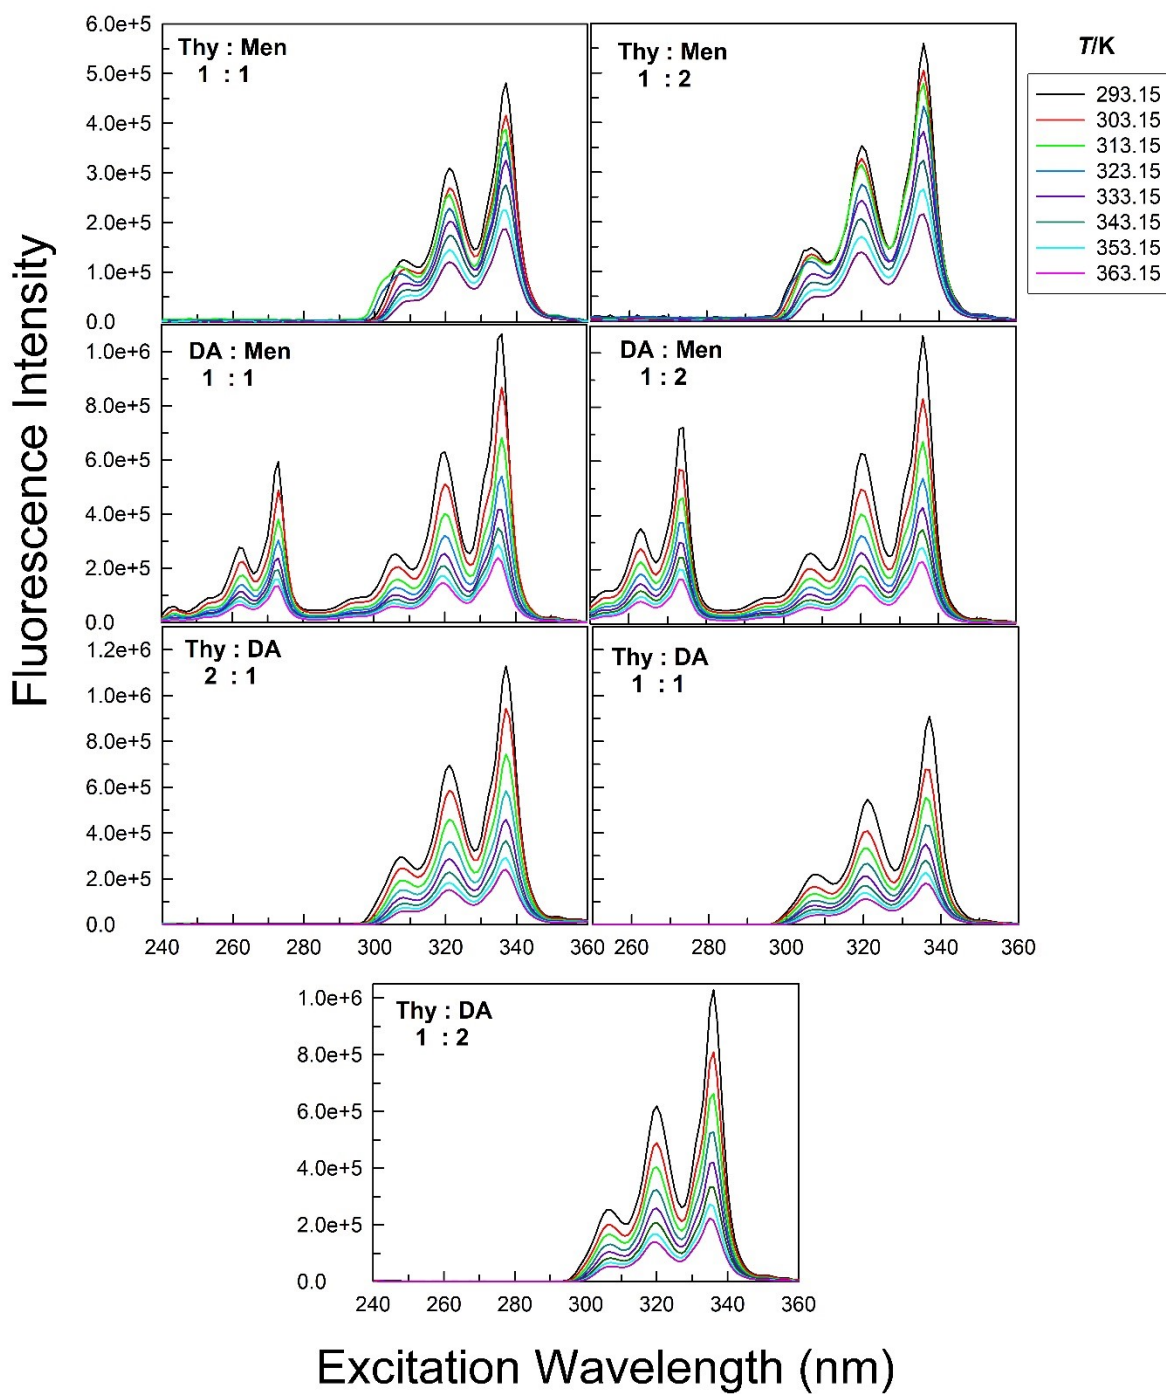 Fluorescence Intensity
6.0e+5
5.0e+5
4.0e+5
3.0e+5
2.0e+5
1.0e+5
0.0
Thy : Men
1 : 1
Thy : Men
1 : 2
T/K
293.15
303.15
313.15
323.15
333.15
343.15
353.15
363.15
1.0e+6
8.0e+5
6.0e+5
4.0e+5
2.0e+5
0.0
DA : Men
1 : 1
DA : Men
1 : 2
1.2e+6
1.0e+6
8.0e+5
6.0e+5
4.0e+5
2.0e+5
0.0
Thy : DA
2 : 1
Thy : DA
1 : 1
240 260 280 300 320 340 360
260 280 300 320 340 360
1.0e+6
8.0e+5
6.0e+5
4.0e+5
2.0e+5
0.0
Thy : DA
1 : 2
240 260 280 300 320 340 360
Excitation Wavelength (nm)